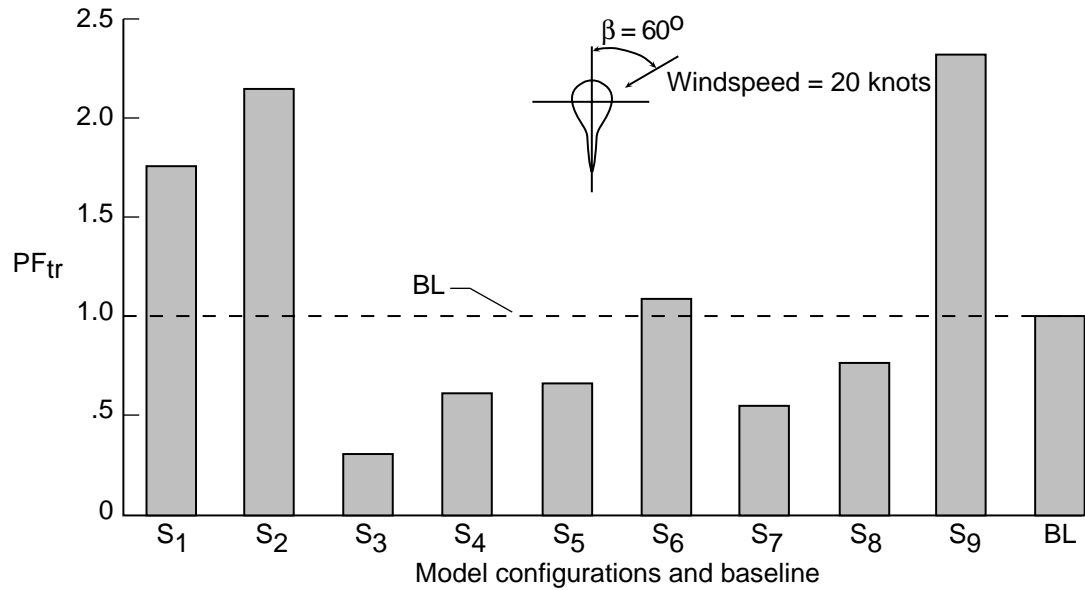 2.5
β = 60o
Windspeed = 20 knots
2.0
1.5
PFtr
BL
1.0
.5
0
S1 S2 S3 S4 S5 S6 S7 S8 S9 BL
Model configurations and baseline